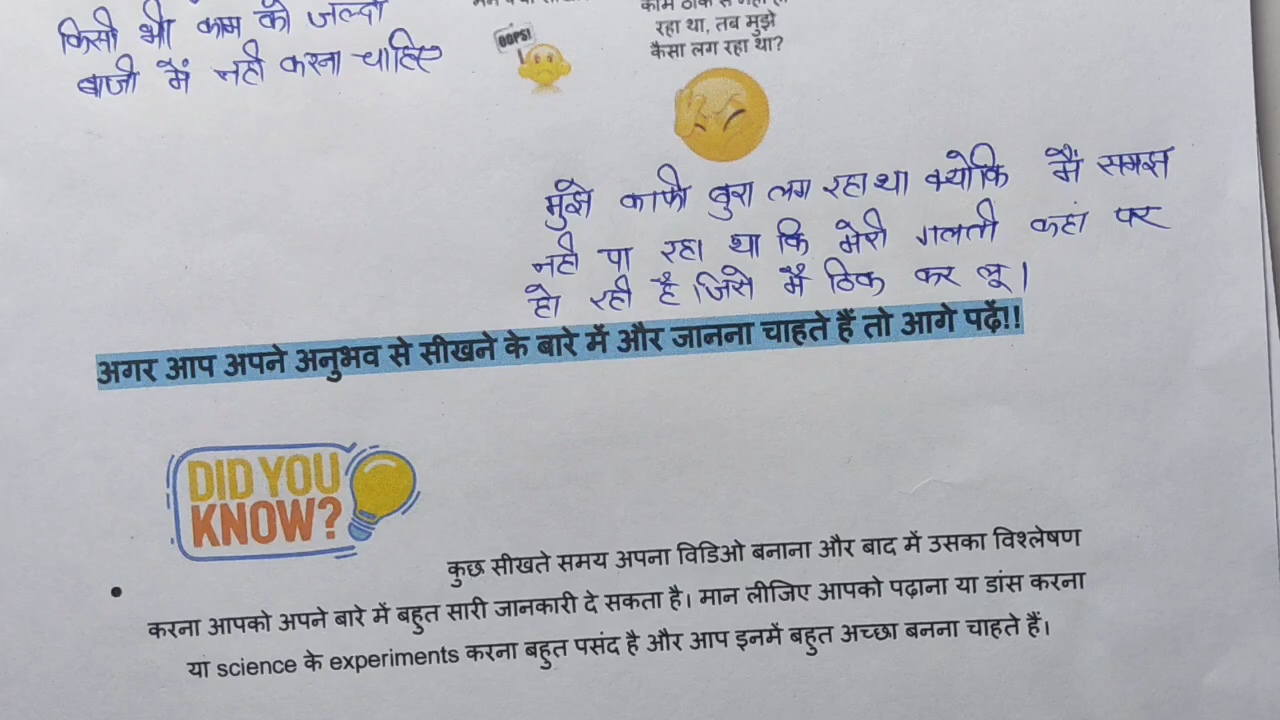 किसी भी काम को जल्दी
बाजी में नही करना चाहिए
OOPS!
रहा था, तब मुझे
कैसा लग रहा था?
मुझे काफी बुरा लग रहा था क्योकि मैं समझ
नही पा रहा था कि मेरी गलती कहां पर
हो रही है जिसे मैं ठिक कर लू।
अगर आप अपने अनुभव से सीखने के बारे में और जानना चाहते हैं तो आगे पढ़ें!!
DID YOU
KNOW?
कुछ सीखते समय अपना विडिओ बनाना और बाद में उसका विश्लेषण
करना आपको अपने बारे में बहुत सारी जानकारी दे सकता है। मान लीजिए आपको पढ़ाना या डांस करना
या science के experiments करना बहुत पसंद है और आप इनमें बहुत अच्छा बनना चाहते हैं।